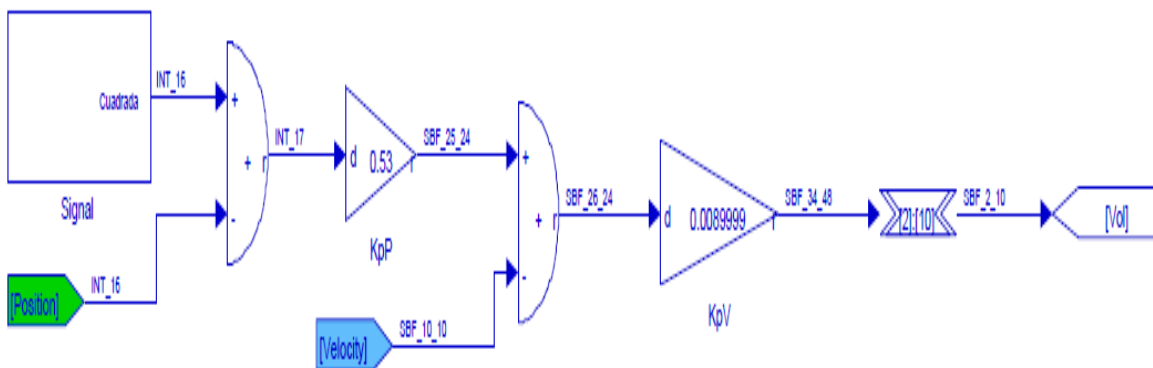 Cuadrada
INT_16
+
-
+ r
Signal
[Position]
INT_16
INT_17
d 0.53 r
KpP
SBF_25_24
[Velocity]
SBF_10_10
+
-
+ r
SBF_26_24
d 0.0089999 r
KpV
SBF_34_48
[2]:[10]
SBF_2_10
[Vol]